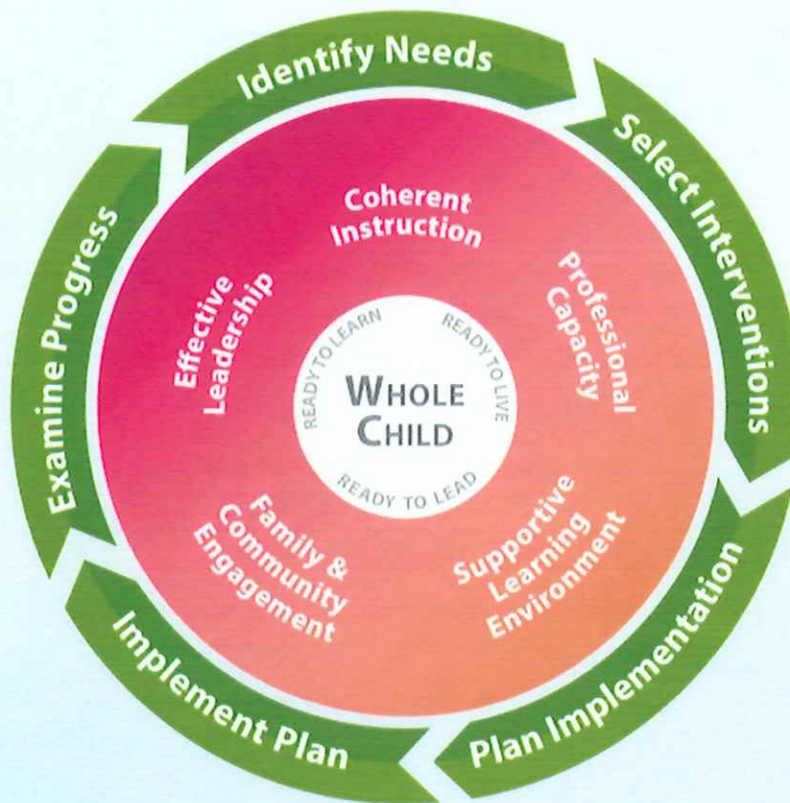 Identify Needs
Select Interventions
Plan Implementation
Implement Plan
Examine Progress
Coherent
Instruction
Professional
Capacity
Supportive
Learning
Environment
Family &
Community
Engagement
Effective
Leadership
READY TO LEARN
READY TO LIVE
READY TO LEAD
WHOLE
CHILD